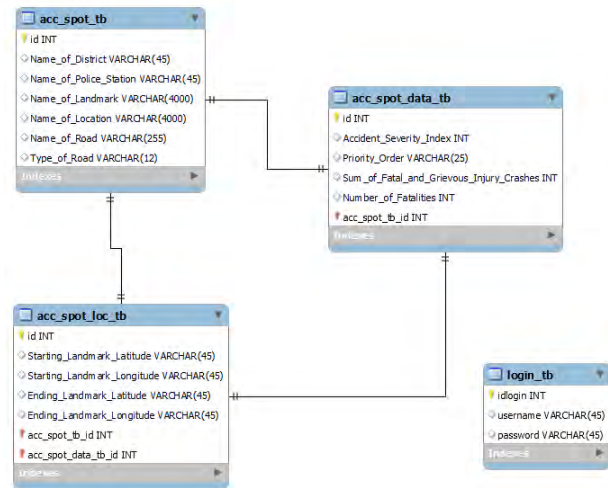 acc_spot_tb
id INT
Name_of_District VARCHAR(45)
Name_of_Police_Station VARCHAR(45)
Name_of_Landmark VARCHAR(4000)
Name_of_Location VARCHAR(4000)
Name_of_Road VARCHAR(255)
Type_of_Road VARCHAR(12)
Indexes
acc_spot_data_tb
id INT
Accident_Severity_Index INT
Priority_Order VARCHAR(25)
Sum_of_Fatal_and_Grievous_Injury_Crashes INT
Number_of_Fatalities INT
acc_spot_tb_id INT
Indexes
acc_spot_loc_tb
id INT
Starting_Landmark_Latitude VARCHAR(45)
Starting_Landmark_Longitude VARCHAR(45)
Ending_Landmark_Latitude VARCHAR(45)
Ending_Landmark_Longitude VARCHAR(45)
acc_spot_tb_id INT
acc_spot_data_tb_id INT
Indexes
login_tb
idlogin INT
username VARCHAR(45)
password VARCHAR(45)
Indexes